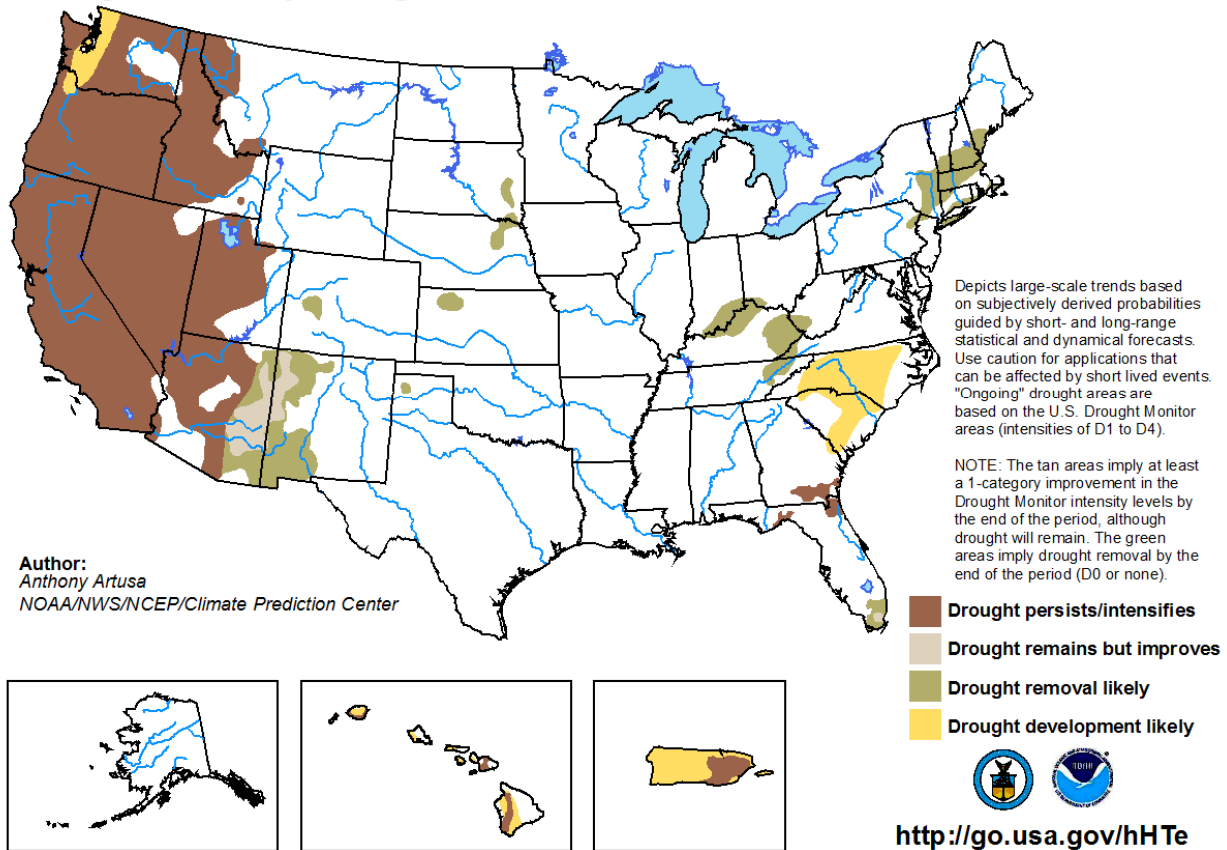 Depicts large-scale trends based
on subjectively derived probabilities
guided by short- and long-range
statistical and dynamical forecasts.
Use caution for applications that
can be affected by short lived events.
"Ongoing" drought areas are
based on the U.S. Drought Monitor
areas (intensities of D1 to D4).
NOTE: The tan areas imply at least
a 1-category improvement in the
Drought Monitor intensity levels by
the end of the period, although
drought will remain. The green
areas imply drought removal by the
end of the period (D0 or none).
Author:
Anthony Artusa
NOAA/NWS/NCEP/Climate Prediction Center
Drought persists/intensifies
Drought remains but improves
Drought removal likely
Drought development likely
http://go.usa.gov/hHTe